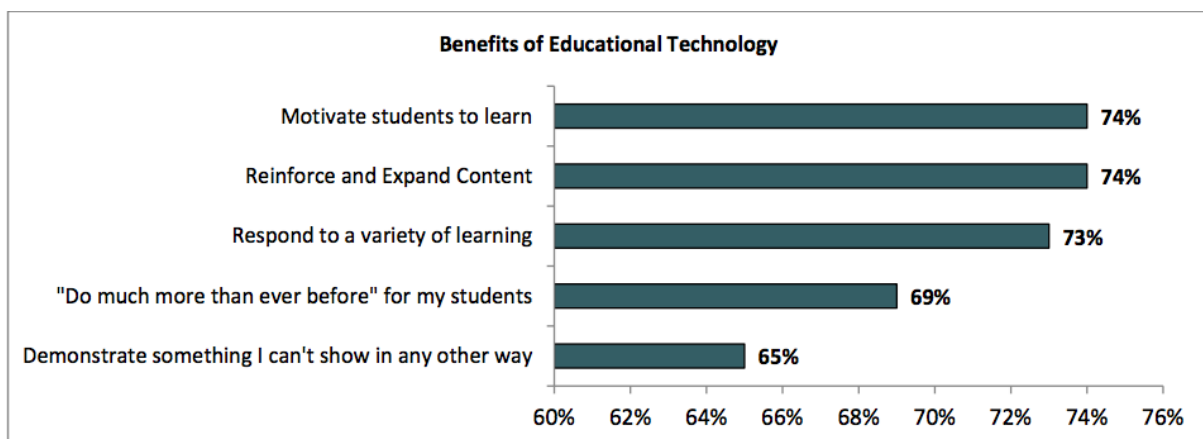 Benefits of Educational Technology
Motivate students to learn
74%
Reinforce and Expand Content
74%
Respond to a variety of learning
73%
"Do much more than ever before" for my students
69%
Demonstrate something I can't show in any other way
65%
60% 62% 64% 66% 68% 70% 72% 74% 76%